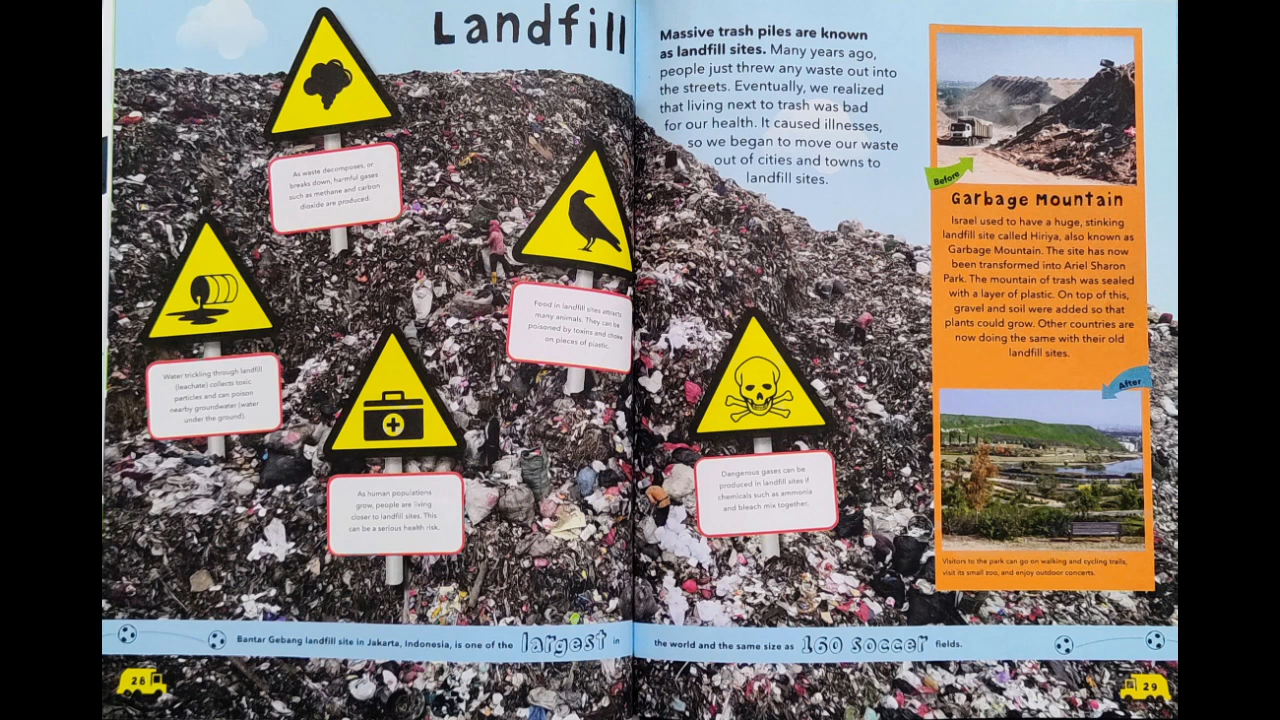 Landfill
As waste decomposes, or
breaks down, harmful gases
such as methane and carbon
dioxide are produced.
Food in landfill sites attracts
many animals. They can be
poisoned by toxins and choke
on pieces of plastic.
Water trickling through landfill
(leachate) collects toxic
particles and can poison
nearby groundwater (water
under the ground).
As human populations
grow, people are living
closer to landfill sites. This
can be a serious health risk.
Massive trash piles are known
as landfill sites. Many years ago,
people just threw any waste out into
the streets. Eventually, we realized
that living next to trash was bad
for our health. It caused illnesses,
so we began to move our waste
out of cities and towns to
landfill sites.
Dangerous gases can be
produced in landfill sites if
chemicals such as ammonia
and bleach mix together.
Before
Garbage Mountain
Israel used to have a huge, stinking
landfill site called Hiriya, also known as
Garbage Mountain. The site has now
been transformed into Ariel Sharon
Park. The mountain of trash was sealed
with a layer of plastic. On top of this,
gravel and soil were added so that
plants could grow. Other countries are
now doing the same with their old
landfill sites.
After
Visitors to the park can go on walking and cycling trails,
visit its small zoo, and enjoy outdoor concerts.
Bantar Gebang landfill site in Jakarta, Indonesia, is one of the largest in the world and the same size as 160 soccer fields.
28
29